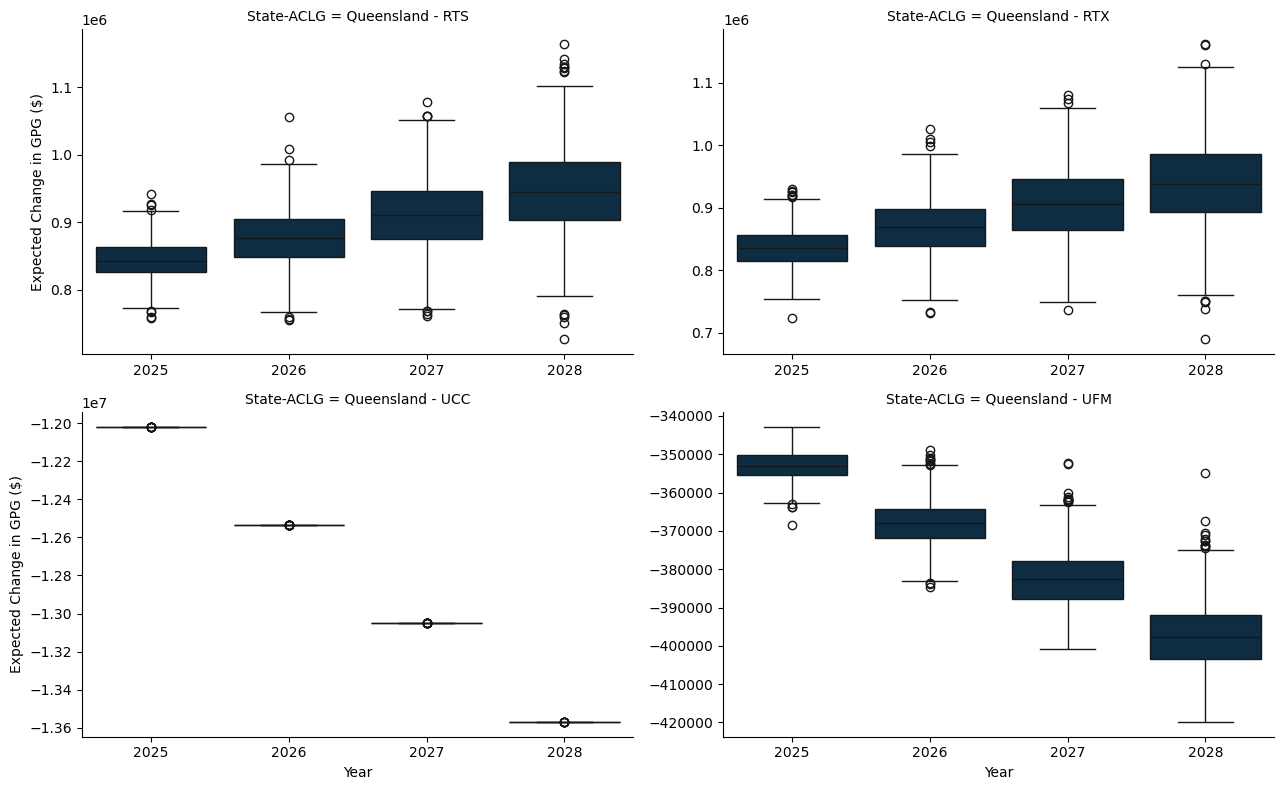 State-ACLG = Queensland - RTS
1e6
Expected Change in GPG ($)
1.1
1.0
0.9
0.8
2025 2026 2027 2028
State-ACLG = Queensland - RTX
1e6
1.1
1.0
0.9
0.8
0.7
2025 2026 2027 2028
State-ACLG = Queensland - UCC
1e7
Expected Change in GPG ($)
−1.20
−1.22
−1.24
−1.26
−1.28
−1.30
−1.32
−1.34
−1.36
2025 2026 2027 2028
Year
State-ACLG = Queensland - UFM
−340000
−350000
−360000
−370000
−380000
−390000
−400000
−410000
−420000
2025 2026 2027 2028
Year